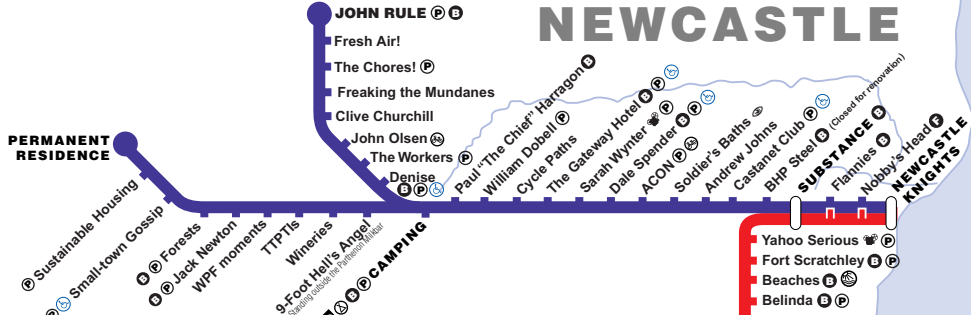 NEWCASTLE
JOHN RULE P B
Fresh Air!
The Chores! P
Freaking the Mundanes
Clive Churchill
John Olsen
The Workers P
Denise
B P
PERMANENT
RESIDENCE
P Sustainable Housing
P Small-town Gossip
B P Forests
B P Jack Newton
WPF moments
TTPTIs
Wineries
9-Foot Hell's Angel
Standing outside the Parthenon Milkbar
B P CAMPING
Paul "The Chief" Harragon B
William Dobell P
Cycle Paths
The Gateway Hotel B P
Sarah Wynter P
Dale Spender B P
ACON P
Soldier's Baths
Andrew Johns
Castanet Club P
BHP Steel B (Closed for renovation)
SUBSTANCE B
Flannies B
Nobby's Head F
NEWCASTLE
KNIGHTS
Yahoo Serious P
Fort Scratchley B P
Beaches B
Belinda B P